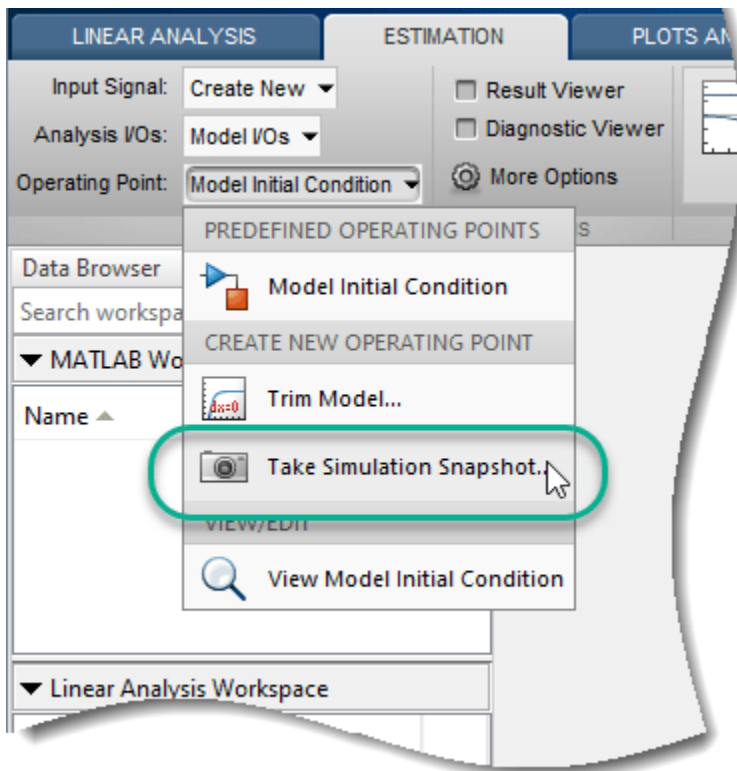 LINEAR ANALYSIS ESTIMATION PLOTS AN
Input Signal: Create New Result Viewer
Analysis I/Os: Model I/Os Diagnostic Viewer
Operating Point: Model Initial Condition More Options
PREDEFINED OPERATING POINTS S
Data Browser
Model Initial Condition
Search workspa
CREATE NEW OPERATING POINT
MATLAB Wo
dx=0 Trim Model...
Name
Take Simulation Snapshot..
VIEW/EDIT
View Model Initial Condition
Linear Analysis Workspace